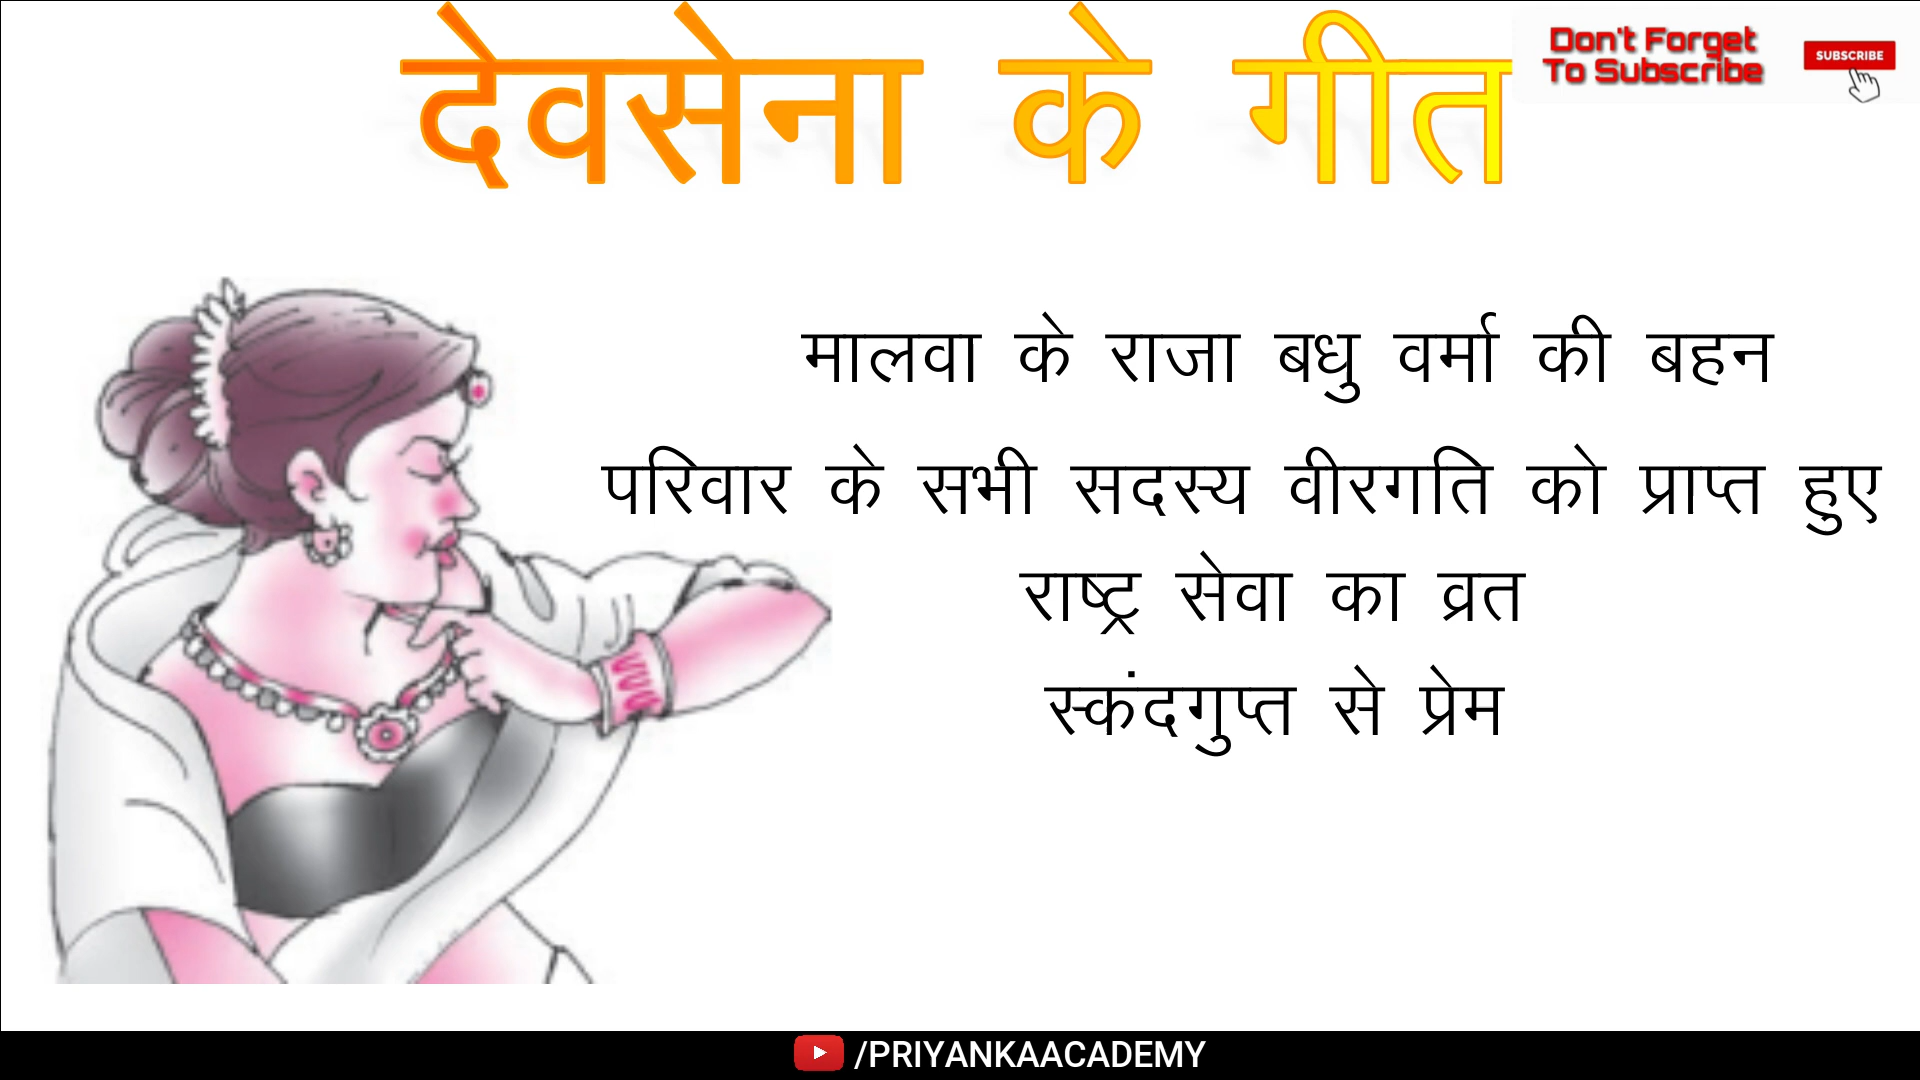 देवसेना के गीत
Don't Forget
To Subscribe
SUBSCRIBE
मालवा के राजा बधु वर्मा की बहन
परिवार के सभी सदस्य वीरगति को प्राप्त हुए
राष्ट्र सेवा का व्रत
स्कंदगुप्त से प्रेम
/PRIYANKAACADEMY